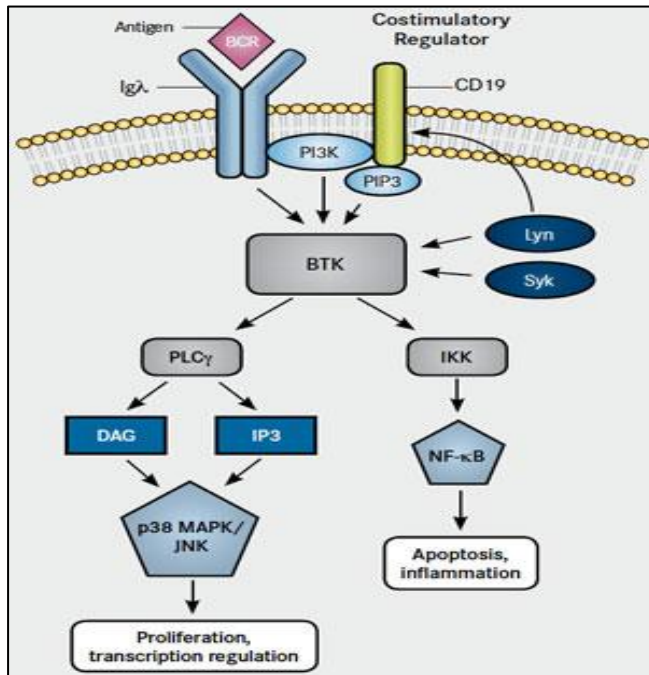 Antigen
BCR
Costimulatory
Regulator
Igλ
CD19
PI3K
PIP3
Lyn
BTK
Syk
PLCγ
IKK
DAG
IP3
NF-κB
p38 MAPK/
JNK
Apoptosis,
inflammation
Proliferation,
transcription regulation